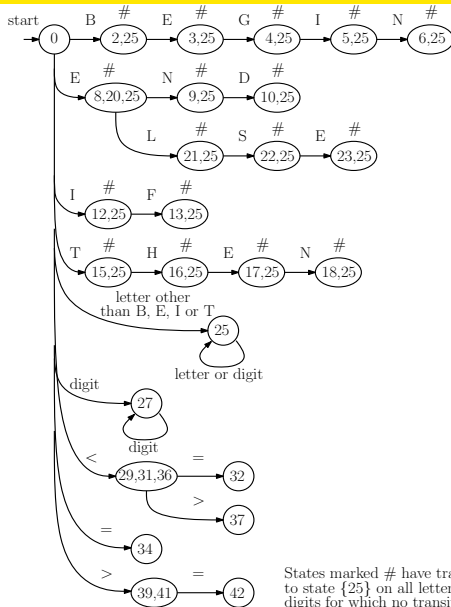 start 0 B # 2,25 E # 3,25 G # 4,25 I # 5,25 N # 6,25
E # 8,20,25 N # 9,25 D # 10,25
L # 21,25 S # 22,25 E # 23,25
I # 12,25 F # 13,25
T # 15,25 H # 16,25 E # 17,25 N # 18,25
letter other
than B, E, I or T
25
letter or digit
digit
27
digit
< 29,31,36 = 32
> 37
= 34
> 39,41 = 42
States marked # have
to state {25} on all
digits for which no